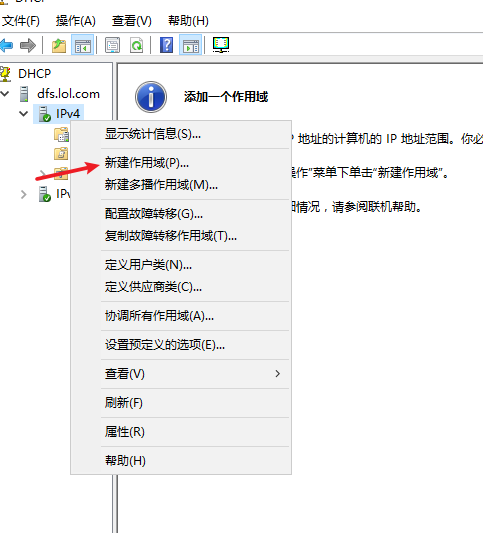 DHCP
文件(F) 操作(A) 查看(V) 帮助(H)
DHCP
dfs.lol.com
IPv4
添加一个作用域
显示统计信息(S)...
地址的计算机的 IP 地址范围。你必
新建作用域(P)...
操作"菜单下单击"新建作用域"。
新建多播作用域(M)...
IPv
配置故障转移(G)...
情况，请参阅联机帮助。
复制故障转移作用域(T)...
定义用户类(N)...
定义供应商类(C)...
协调所有作用域(A)...
设置预定义的选项(E)...
查看(V)
刷新(F)
属性(R)
帮助(H)